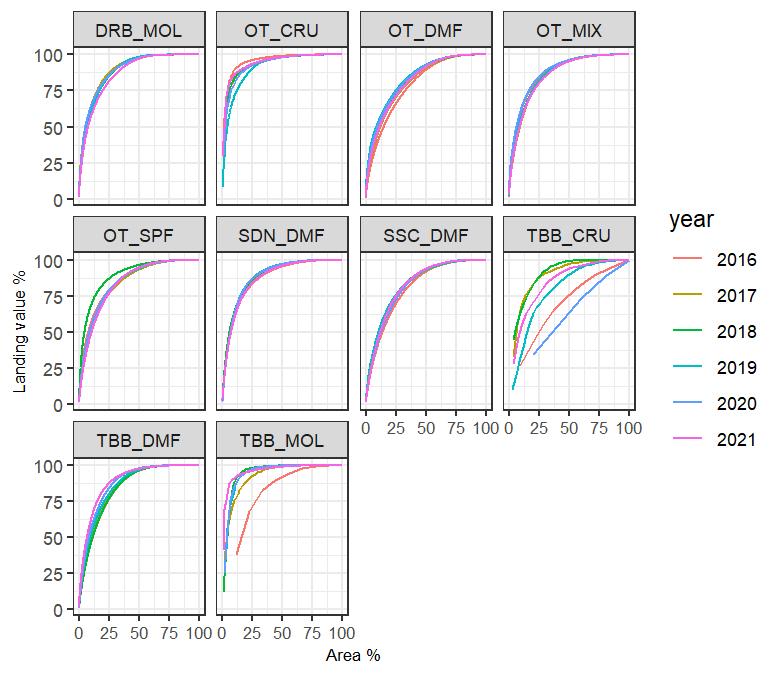 DRB_MOL OT_CRU OT_DMF OT_MIX
100
75
50
25
0
OT_SPF SDN_DMF SSC_DMF TBB_CRU
100
75
50
25
0
0 25 50 75 100 0 25 50 75 100
TBB_DMF TBB_MOL
100
75
50
25
0
0 25 50 75 100 0 25 50 75 100
Area %
Landing value %
year
2016
2017
2018
2019
2020
2021